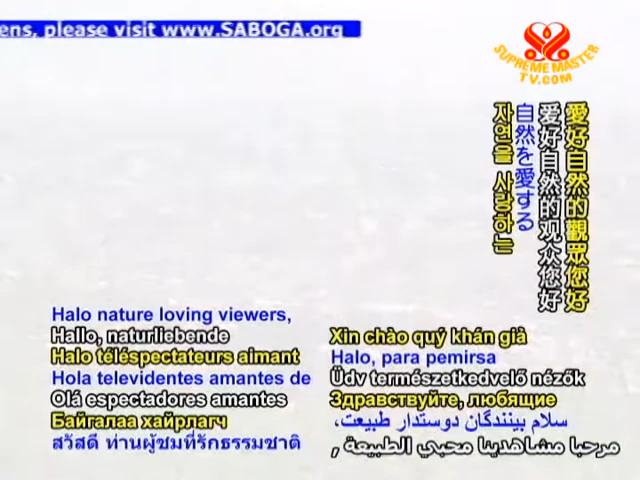 ens, please visit www.SABOGA.org
SUPREME MASTER
TV.COM
愛好自然的觀眾您好
爱好自然的观众您好
自然を愛する
자연을 사랑하는
Halo nature loving viewers,
Hallo, naturliebende
Halo téléspectateurs aimant
Hola televidentes amantes de
Olá espectadores amantes
Байгалаа хайрлагч
สวัสดี ท่านผู้ชมที่รักธรรมชาติ
Xin chào quý khán giả
Halo, para pemirsa
Üdv természetkedvelő nézők
Здравствуйте, любящие
سلام بینندگان دوستدار طبیعت،
مرحبا مشاهدينا محبي الطبيعة ,